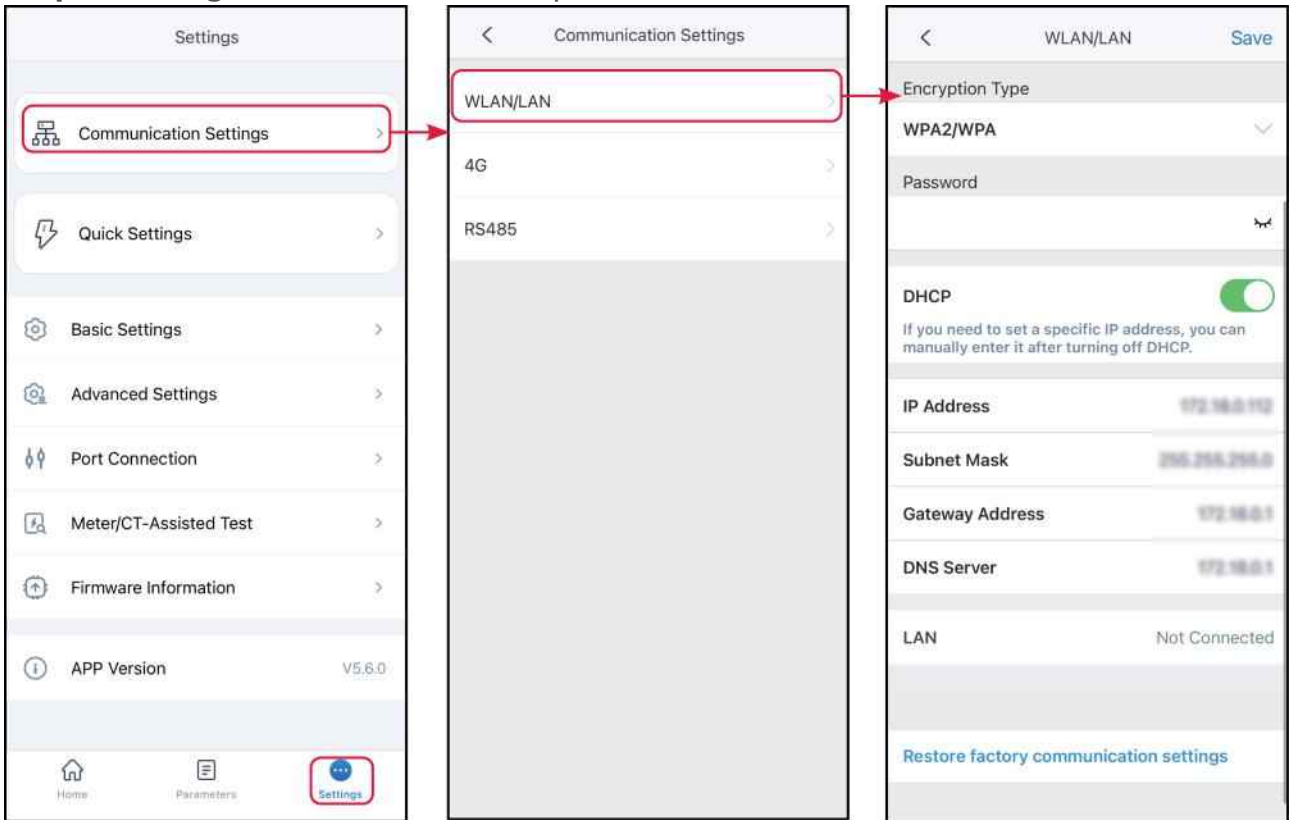 Settings
Communication Settings
Quick Settings
Basic Settings
Advanced Settings
Port Connection
Meter/CT-Assisted Test
Firmware Information
APP Version V5.6.0
Home Parameters Settings
Communication Settings
WLAN/LAN
4G
RS485
WLAN/LAN Save
Encryption Type
WPA2/WPA
Password
DHCP
If you need to set a specific IP address, you can
manually enter it after turning off DHCP.
IP Address
Subnet Mask
Gateway Address
DNS Server
LAN Not Connected
Restore factory communication settings